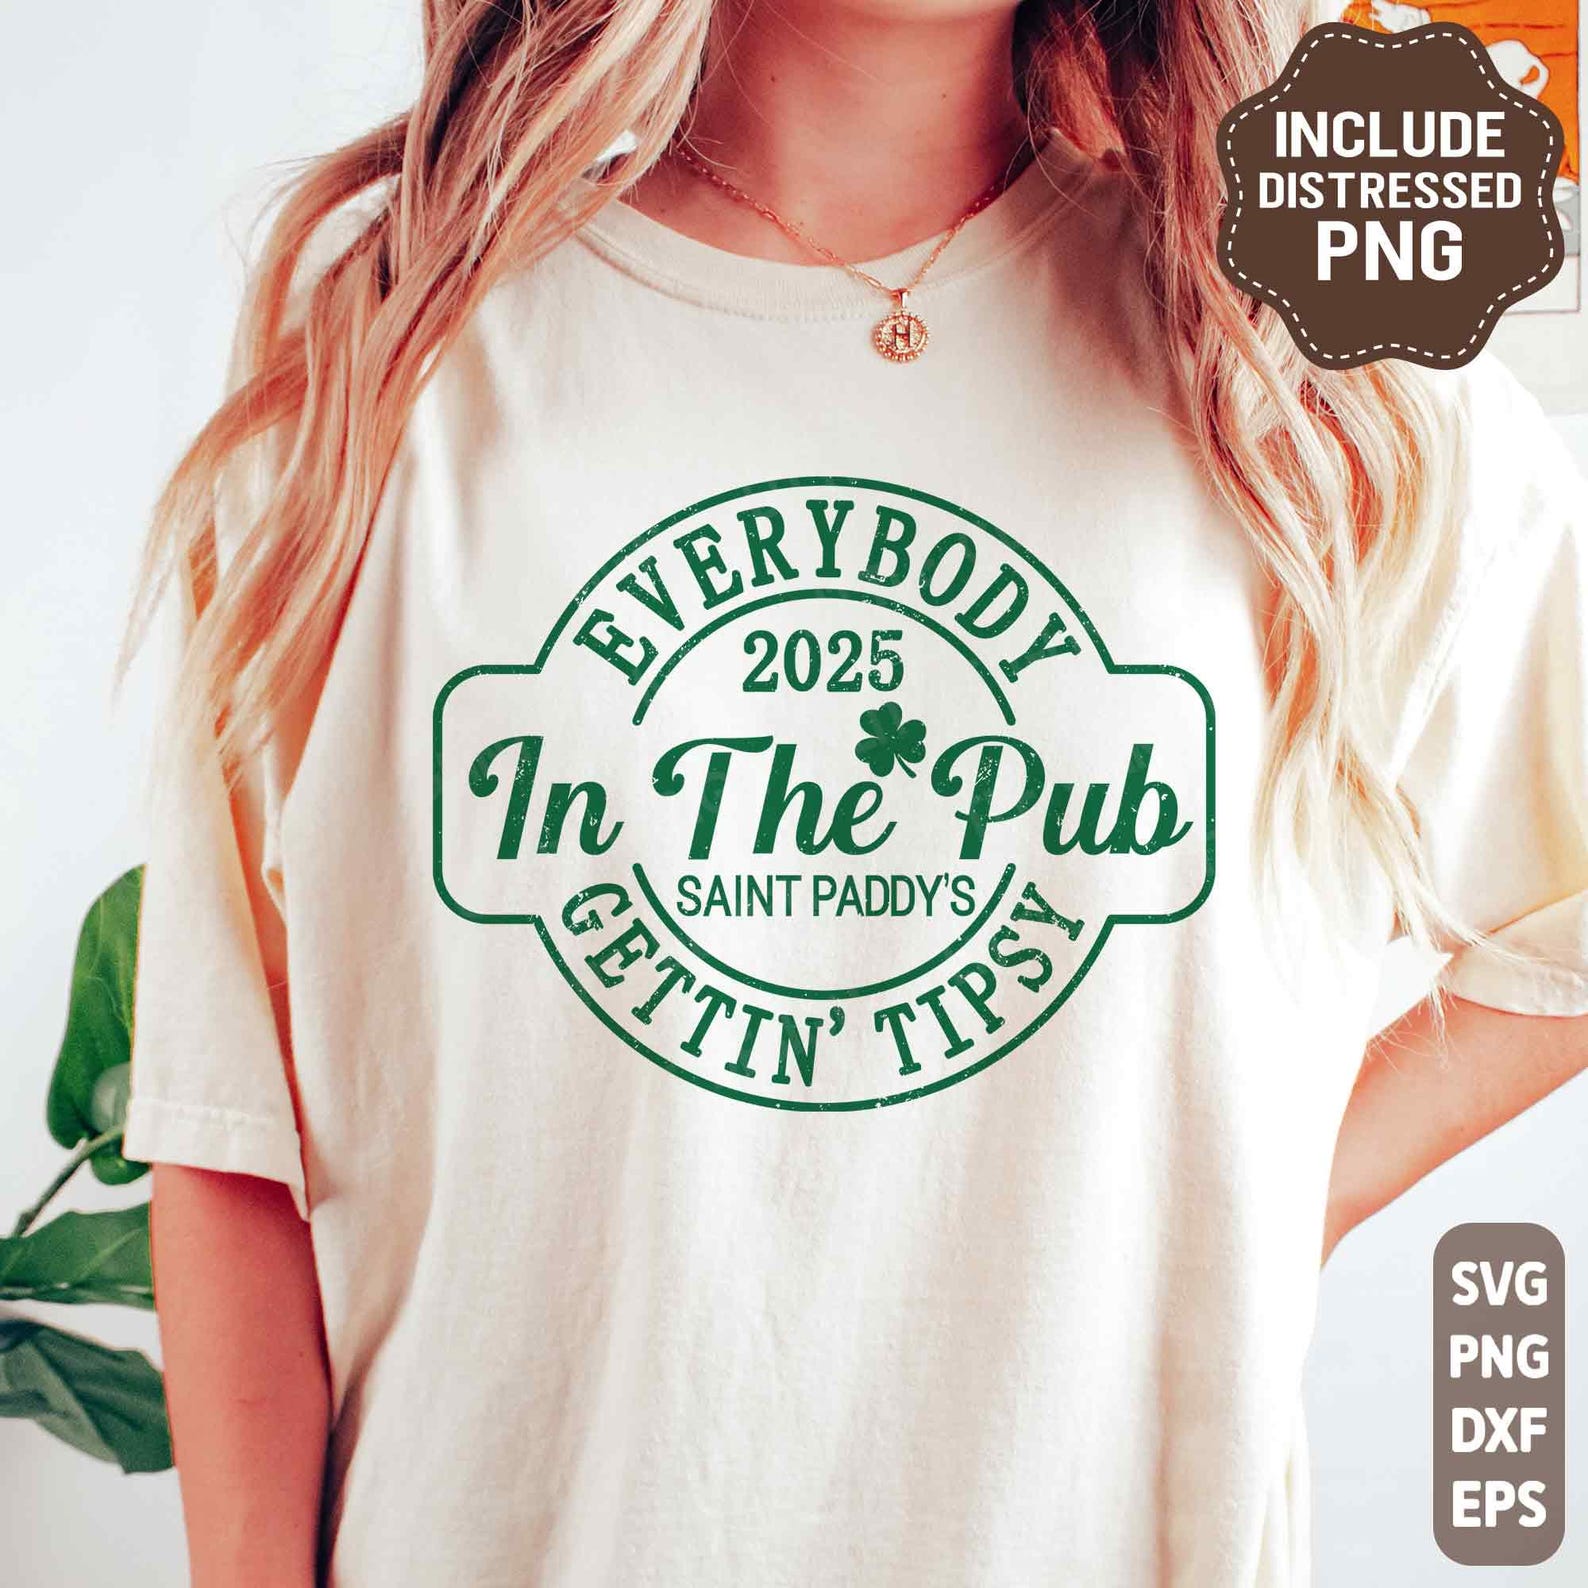 INCLUDE
DISTRESSED
PNG
H
EVERYBODY
2025
In The Pub
SAINT PADDY'S
GETTIN' TIPSY
SVG
PNG
DXF
EPS